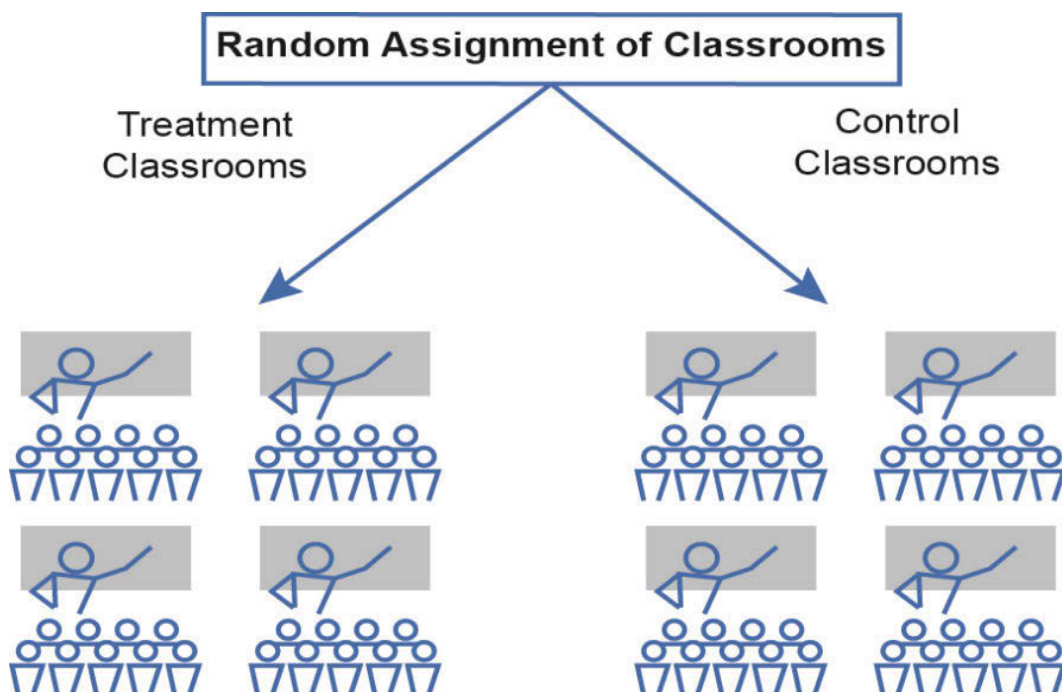 Random Assignment of Classrooms
Treatment
Classrooms
Control
Classrooms